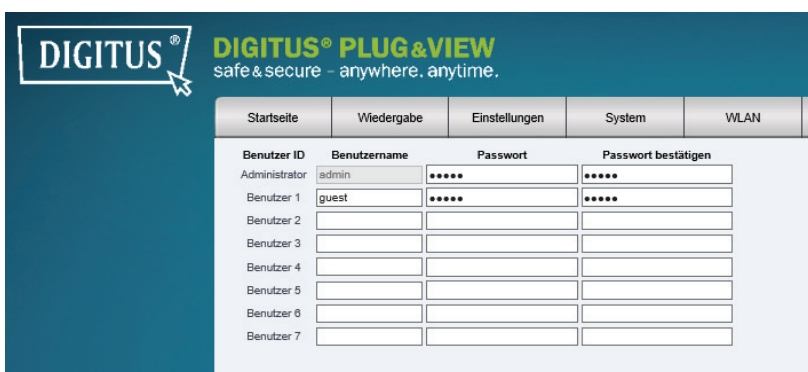 DIGITUS®
DIGITUS® PLUG&VIEW
safe & secure – anywhere. anytime.
Startseite Wiedergabe Einstellungen System WLAN
Benutzer ID Benutzername Passwort Passwort bestätigen
Administrator admin ••••• •••••
Benutzer 1 guest ••••• •••••
Benutzer 2
Benutzer 3
Benutzer 4
Benutzer 5
Benutzer 6
Benutzer 7